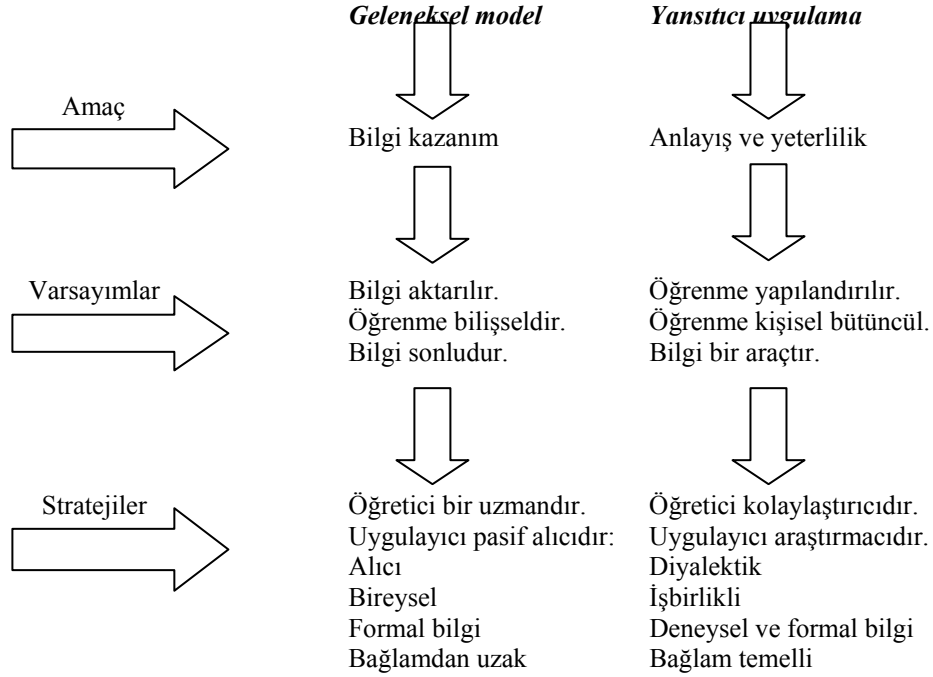 Geleneksel model Yansıtıcı uygulama
Amaç
Bilgi kazanım Anlayış ve yeterlilik
Varsayımlar Bilgi aktarılır. Öğrenme yapılandırılır.
Öğrenme bilişseldir. Öğrenme kişisel bütüncül.
Bilgi sonludur. Bilgi bir araçtır.
Stratejiler Öğretici bir uzmandır. Öğretici kolaylaştırıcıdır.
Uygulayıcı pasif alıcıdır: Uygulayıcı araştırmacıdır.
Alıcı Diyalektik
Bireysel İşbirlikli
Formal bilgi Deneysel ve formal bilgi
Bağlamdan uzak Bağlam temelli